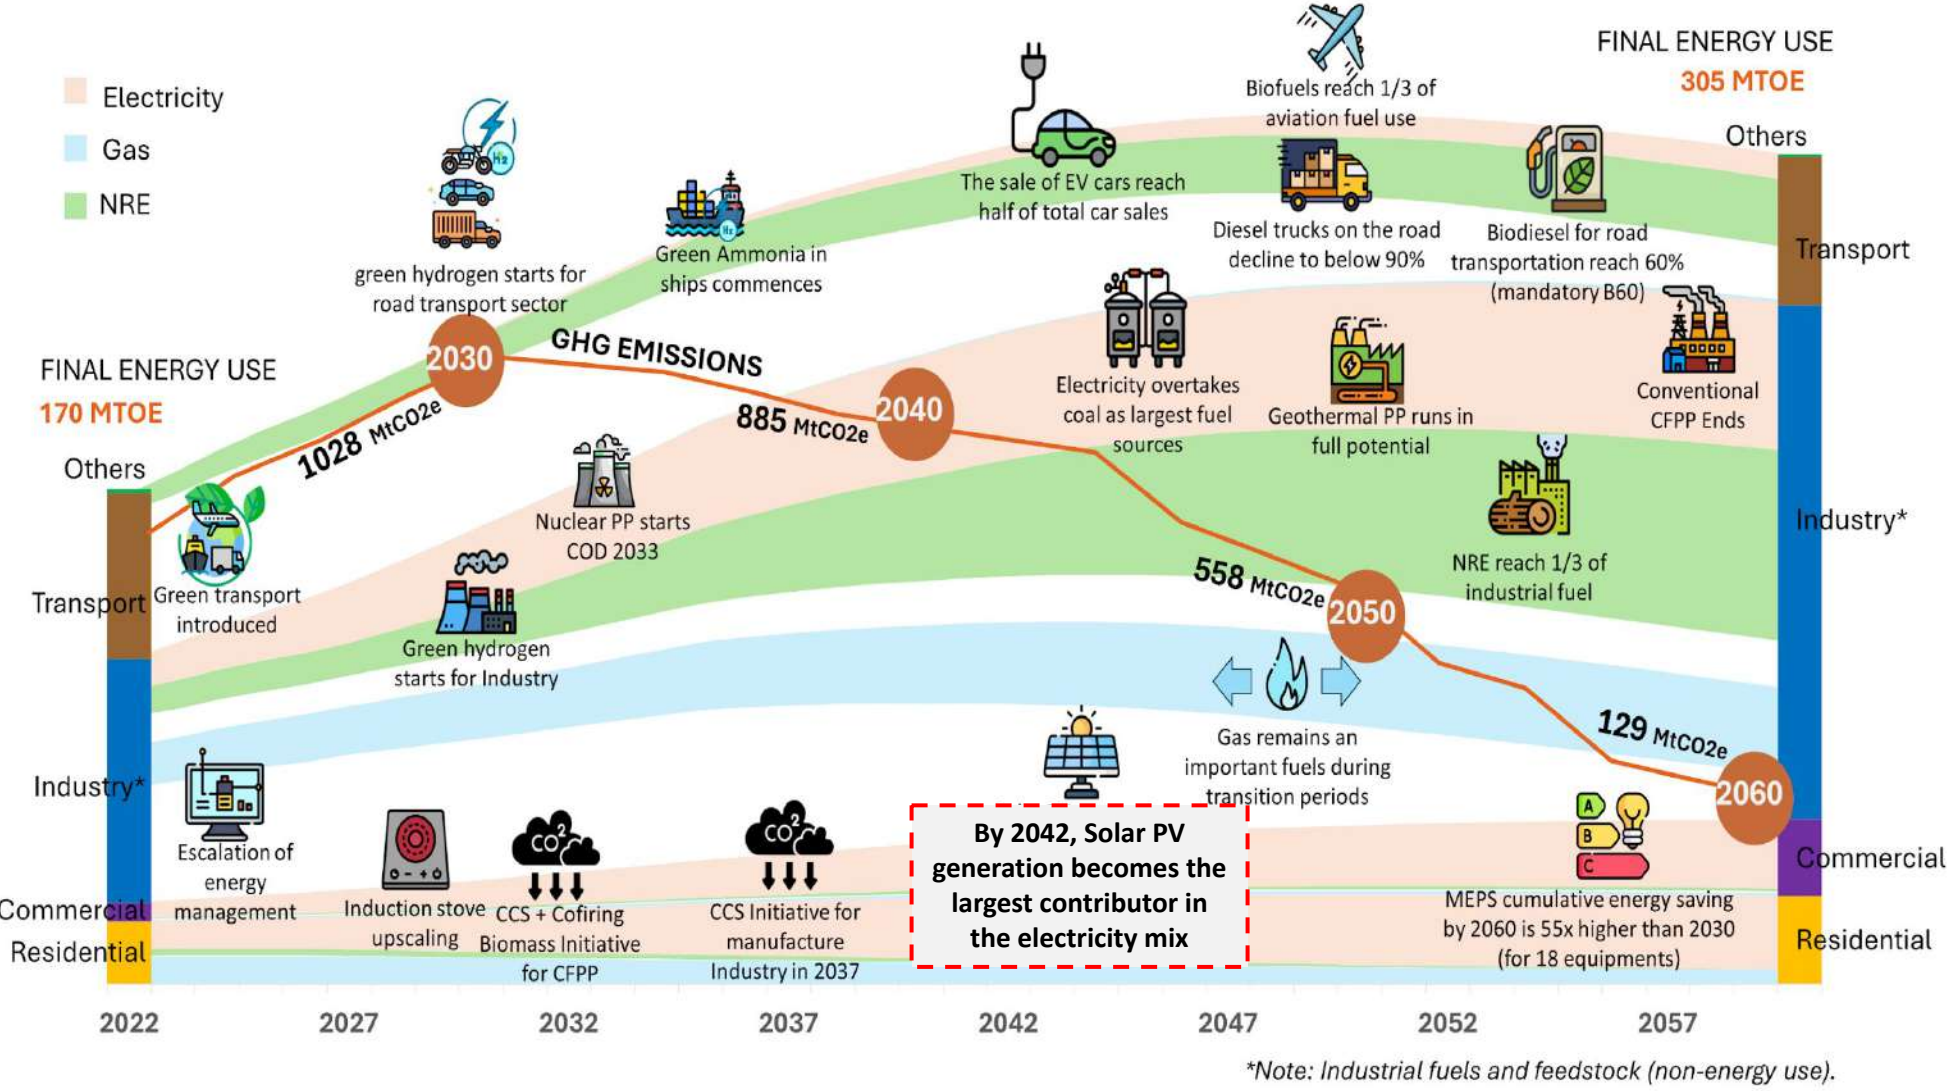 FINAL ENERGY USE
305 MTOE
Electricity
Gas
NRE
Biofuels reach 1/3 of
aviation fuel use
Others
The sale of EV cars reach
half of total car sales
Diesel trucks on the road
decline to below 90%
Biodiesel for road
transportation reach 60%
(mandatory B60)
Transport
H2
green hydrogen starts for
road transport sector
H2
Green Ammonia in
ships commences
2030
GHG EMISSIONS
FINAL ENERGY USE
170 MTOE
1028 MtCO2e
885 MtCO2e
2040
Electricity overtakes
coal as largest fuel
sources
Geothermal PP runs in
full potential
Conventional
CFPP Ends
Others
Nuclear PP starts
COD 2033
Industry*
NRE reach 1/3 of
industrial fuel
558 MtCO2e
2050
Transport
Green transport
introduced
Green hydrogen
starts for Industry
Gas remains an
important fuels during
transition periods
129 MtCO2e
2060
Industry*
Escalation of
energy
management
Induction stove
upscaling
CO2
CCS + Cofiring
Biomass Initiative
for CFPP
CO2
CCS Initiative for
manufacture
Industry in 2037
By 2042, Solar PV
generation becomes the
largest contributor in
the electricity mix
A
B
C
MEPS cumulative energy saving
by 2060 is 55x higher than 2030
(for 18 equipments)
Commercial
Residential
Commercial
Residential
2022 2027 2032 2037 2042 2047 2052 2057
*Note: Industrial fuels and feedstock (non-energy use).